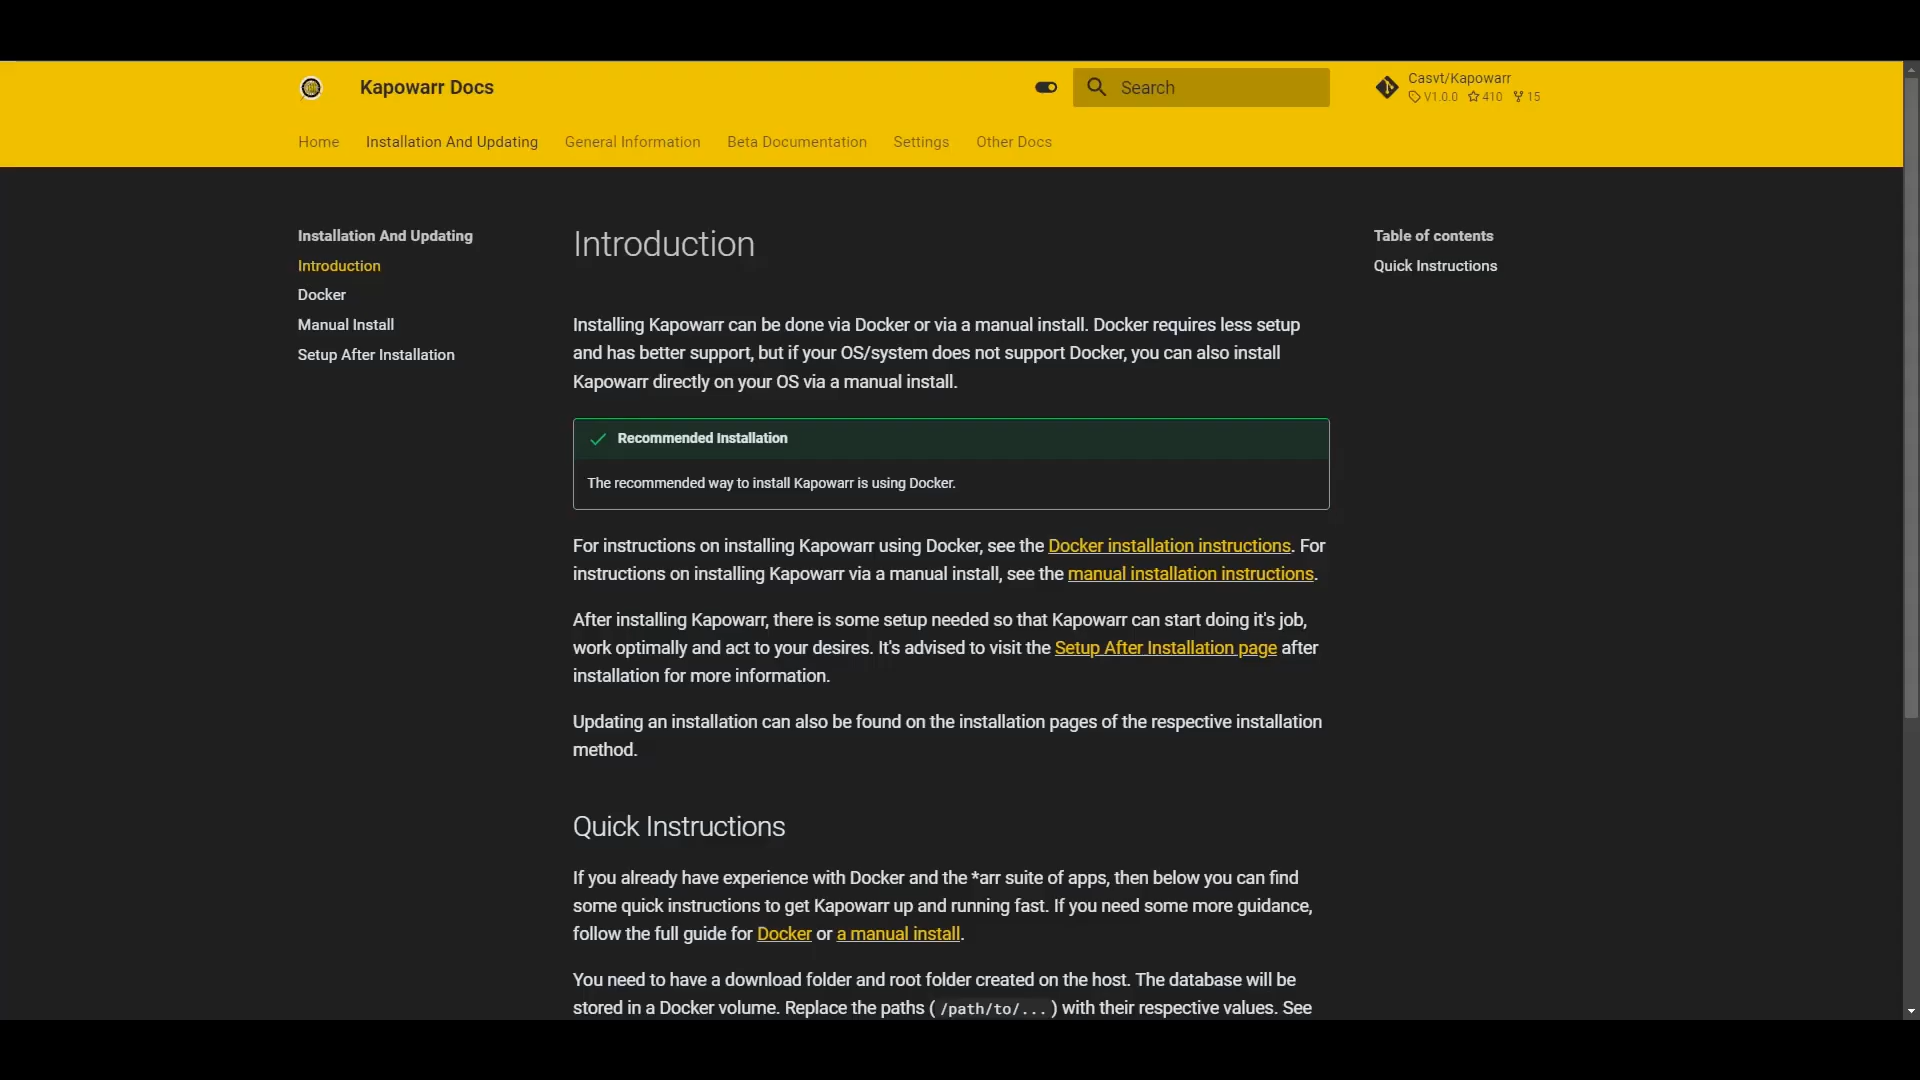 Kapowarr Docs
Search
Casvt/Kapowarr
V1.0.0 410 15
Home Installation And Updating General Information Beta Documentation Settings Other Docs
Installation And Updating
Introduction
Docker
Manual Install
Setup After Installation
Introduction
Installing Kapowarr can be done via Docker or via a manual install. Docker requires less setup
and has better support, but if your OS/system does not support Docker, you can also install
Kapowarr directly on your OS via a manual install.
Recommended Installation
The recommended way to install Kapowarr is using Docker.
For instructions on installing Kapowarr using Docker, see the Docker installation instructions. For
instructions on installing Kapowarr via a manual install, see the manual installation instructions.
After installing Kapowarr, there is some setup needed so that Kapowarr can start doing it's job,
work optimally and act to your desires. It's advised to visit the Setup After Installation page after
installation for more information.
Updating an installation can also be found on the installation pages of the respective installation
method.
Quick Instructions
If you already have experience with Docker and the *arr suite of apps, then below you can find
some quick instructions to get Kapowarr up and running fast. If you need some more guidance,
follow the full guide for Docker or a manual install.
You need to have a download folder and root folder created on the host. The database will be
stored in a Docker volume. Replace the paths ( /path/to/... ) with their respective values. See
Table of contents
Quick Instructions